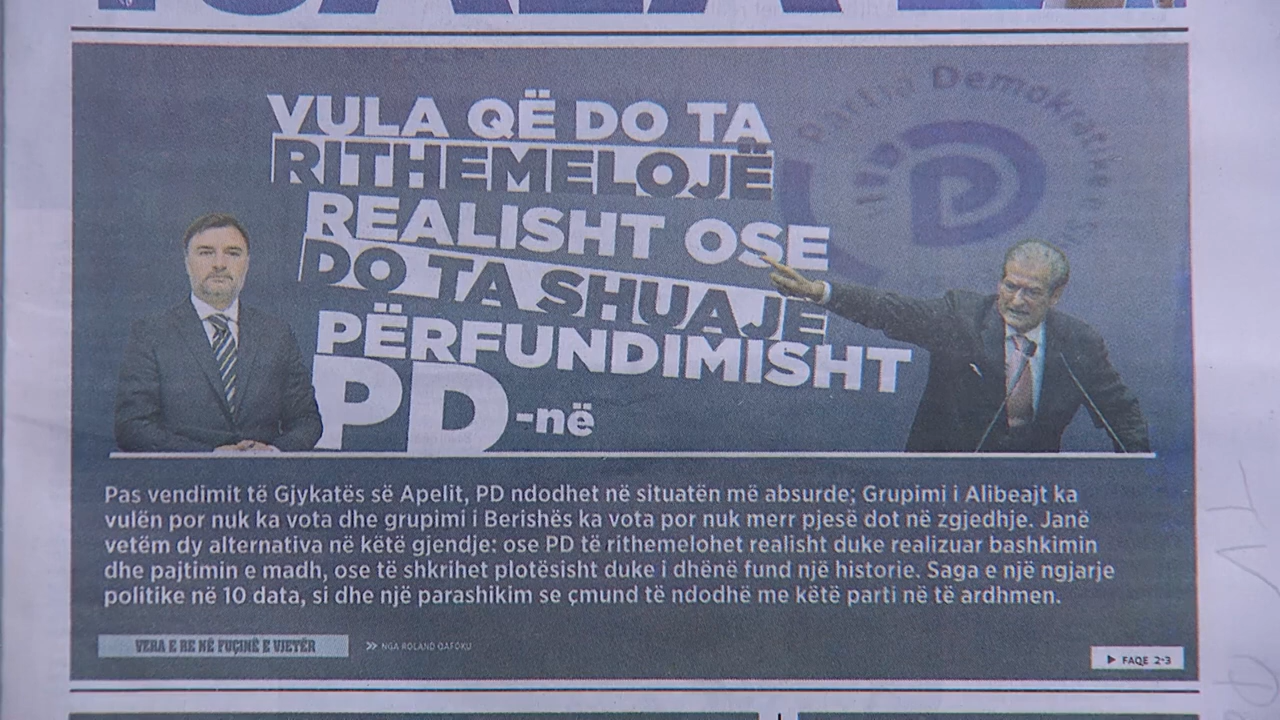 VULA QË DO TA
RITHEMELOJË
REALISHT OSE
DO TA SHUAJË
PËRFUNDIMISHT
PD-në
Partia Demokratike e
Pas vendimit të Gjykatës së Apelit, PD ndodhet në situatën më absurde; Grupimi i Alibeajt ka
vulën por nuk ka vota dhe grupimi i Berishës ka vota por nuk merr pjesë dot në zgjedhje. Janë
vetëm dy alternativa në këtë gjendje: ose PD të rithemelohet realisht duke realizuar bashkimin
dhe pajtimin e madh, ose të shkrihet plotësisht duke i dhënë fund një historie. Saga e një ngjarje
politike në 10 data, si dhe një parashikim se çmund të ndodhë me këtë parti në të ardhmen.
VERA E RE NË FUÇINË E VJETËR
NGA ROLAND QAFOKU
FAQE 2-3